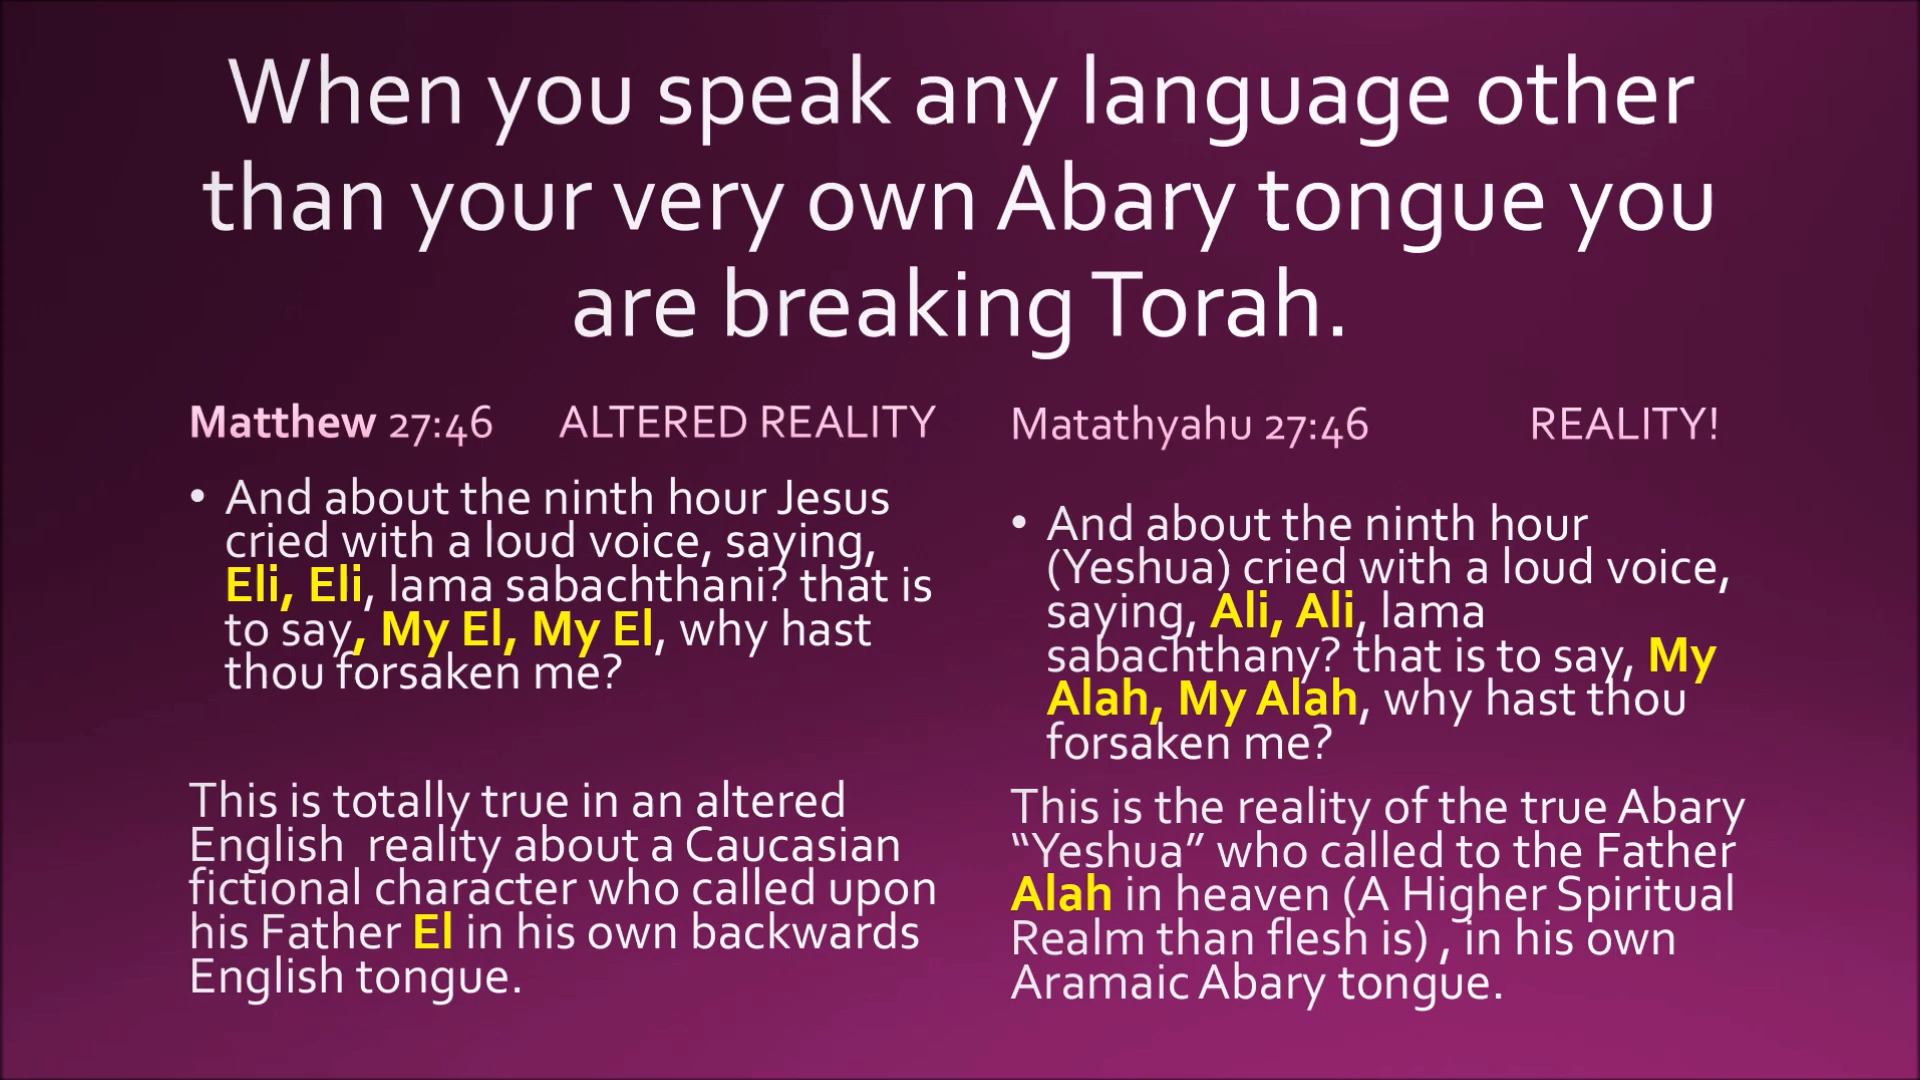 When you speak any language other
than your very own Abary tongue you
are breaking Torah.
Matthew 27:46 ALTERED REALITY
• And about the ninth hour Jesus
cried with a loud voice, saying,
Eli, Eli, lama sabachthani? that is
to say, My El, My El, why hast
thou forsaken me?
This is totally true in an altered
English reality about a Caucasian
fictional character who called upon
his Father El in his own backwards
English tongue.
Matathyahu 27:46 REALITY!
• And about the ninth hour
(Yeshua) cried with a loud voice,
saying, Ali, Ali, lama
sabachthany? that is to say, My
Alah, My Alah, why hast thou
forsaken me?
This is the reality of the true Abary
“Yeshua” who called to the Father
Alah in heaven (A Higher Spiritual
Realm than flesh is) , in his own
Aramaic Abary tongue.